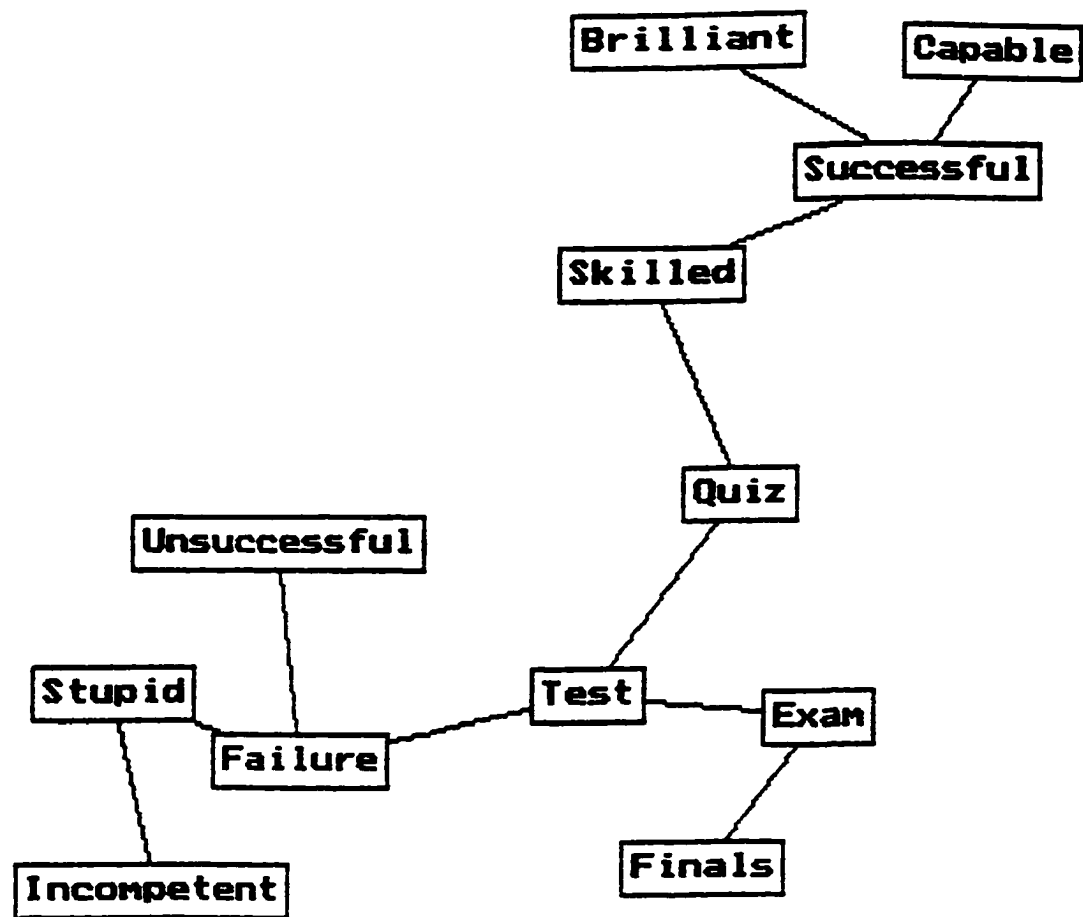 Brilliant
Capable
Successful
Skilled
Quiz
Unsuccessful
Stupid
Test
Exam
Failure
Finals
Incompetent